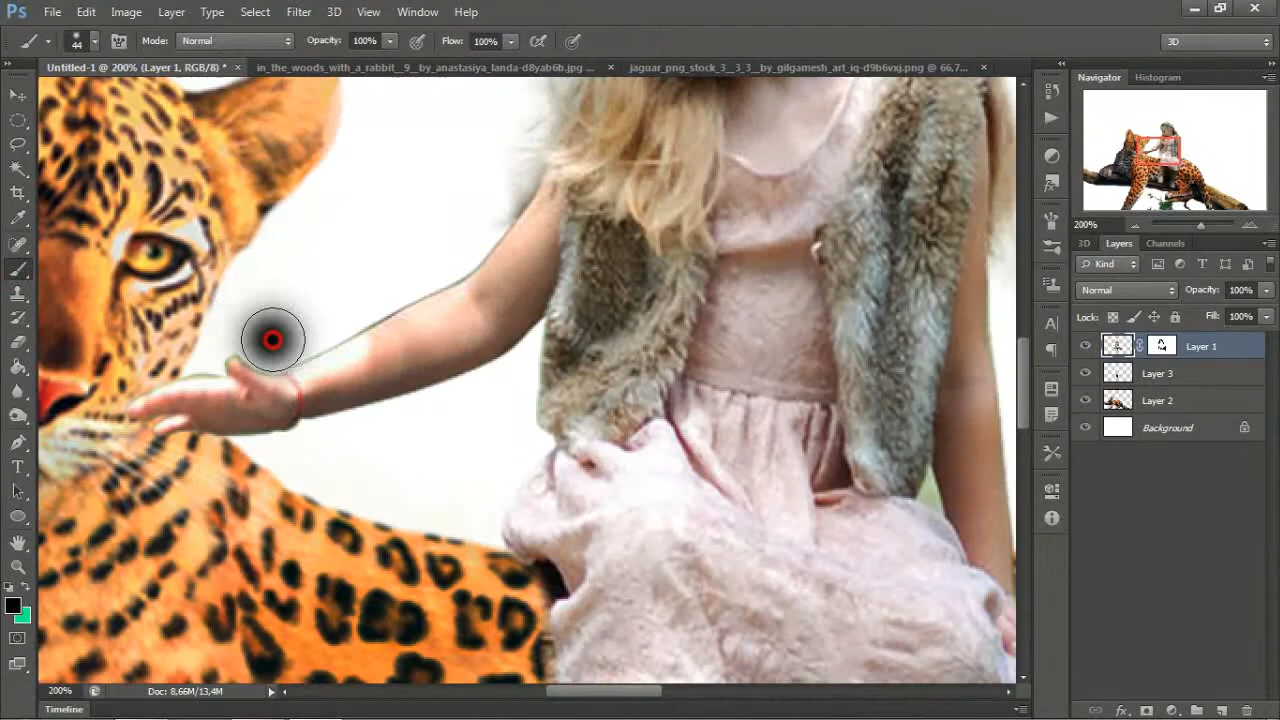 Ps File Edit Image Layer Type Select Filter 3D View Window Help
44 Mode: Normal Opacity: 100% Flow: 100% 3D
Untitled-1 @ 200% (Layer 1, RGB/8) * × in_the_woods_with_a_rabbit__9__by_anastasiya_landa-d8yab6b.jpg ... × jaguar_png_stock_3__3_3__by_gilgamesh_art_iq-d9b6vxj.png @ 66,7... ×
Navigator Histogram
200%
3D Layers Channels
Kind
Normal Opacity: 100%
Lock: Fill: 100%
Layer 1
Layer 3
Layer 2
Background
200% Doc: 8,66M/13,4M
Timeline